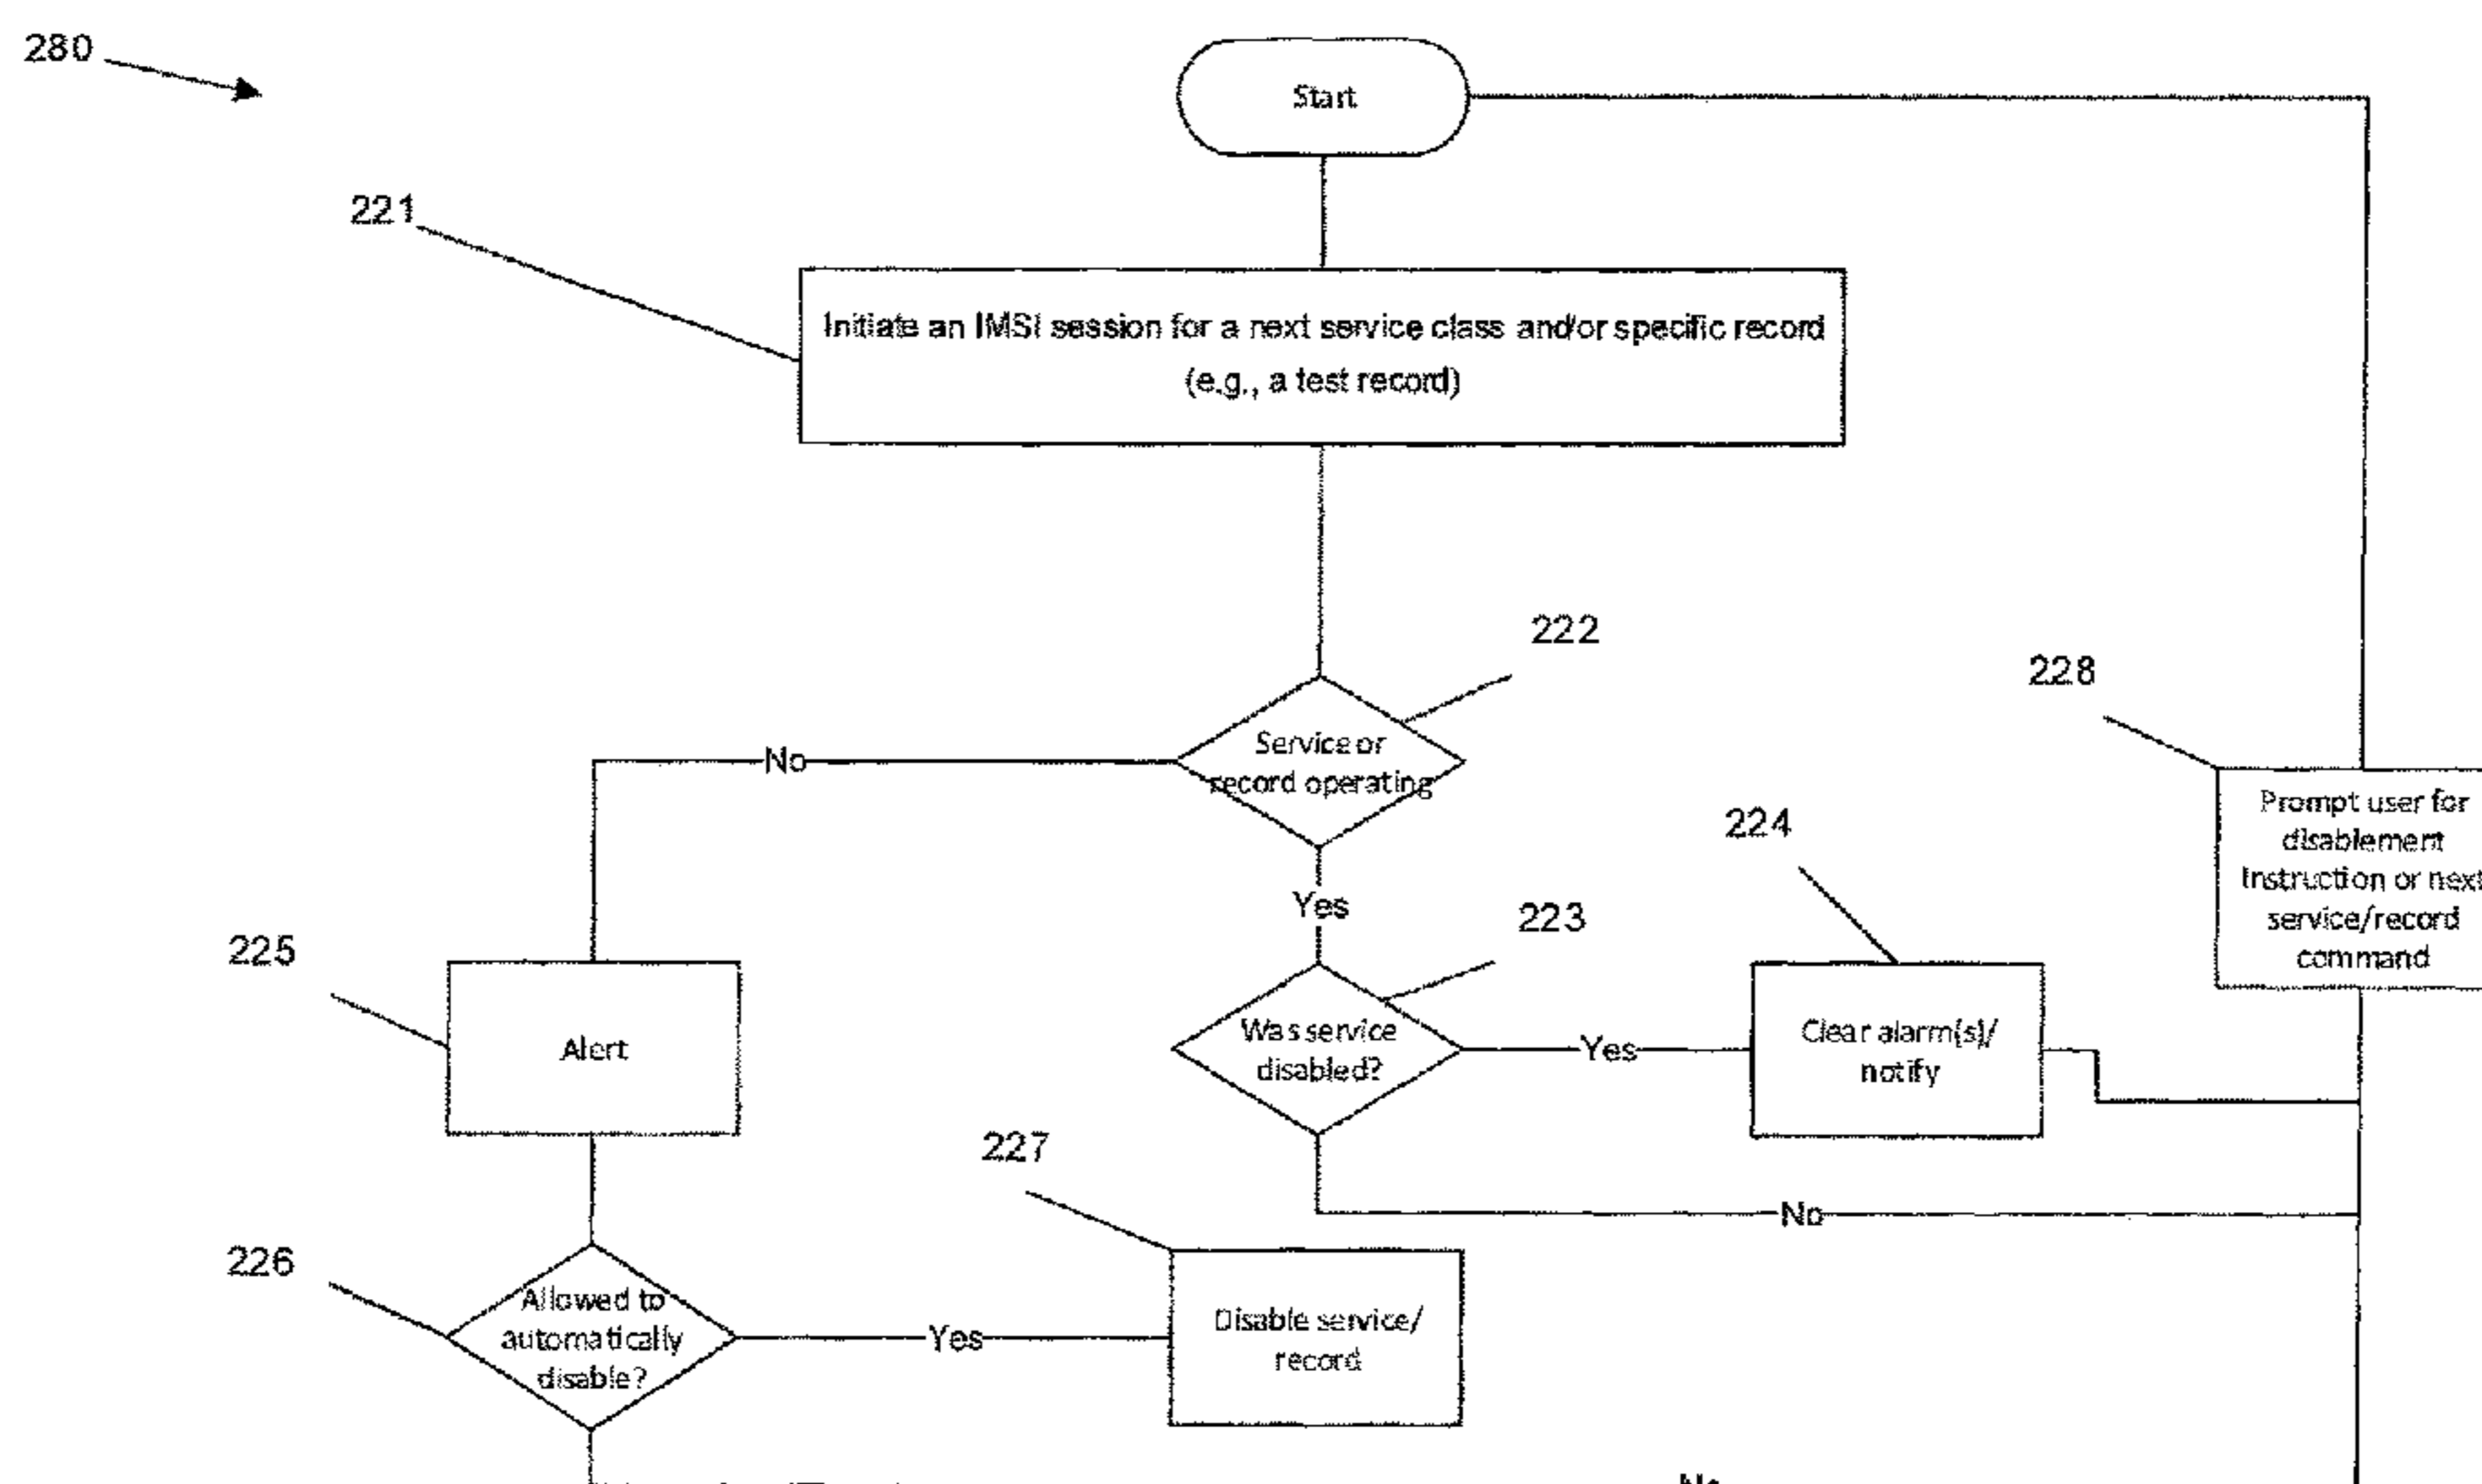 280
Start
221
Initiate an IMSI session for a next service class and/or specific record
(e.g., a test record)
222
Service or
record operating
No
Yes
228
Prompt user for
disablement
Instruction or next
service/record
command
224
223
Was service
disabled?
Yes
Clear alarm(s)/
notify
No
225
Alert
227
226
Allowed to
automatically
disable?
Yes
Disable service/
record
No